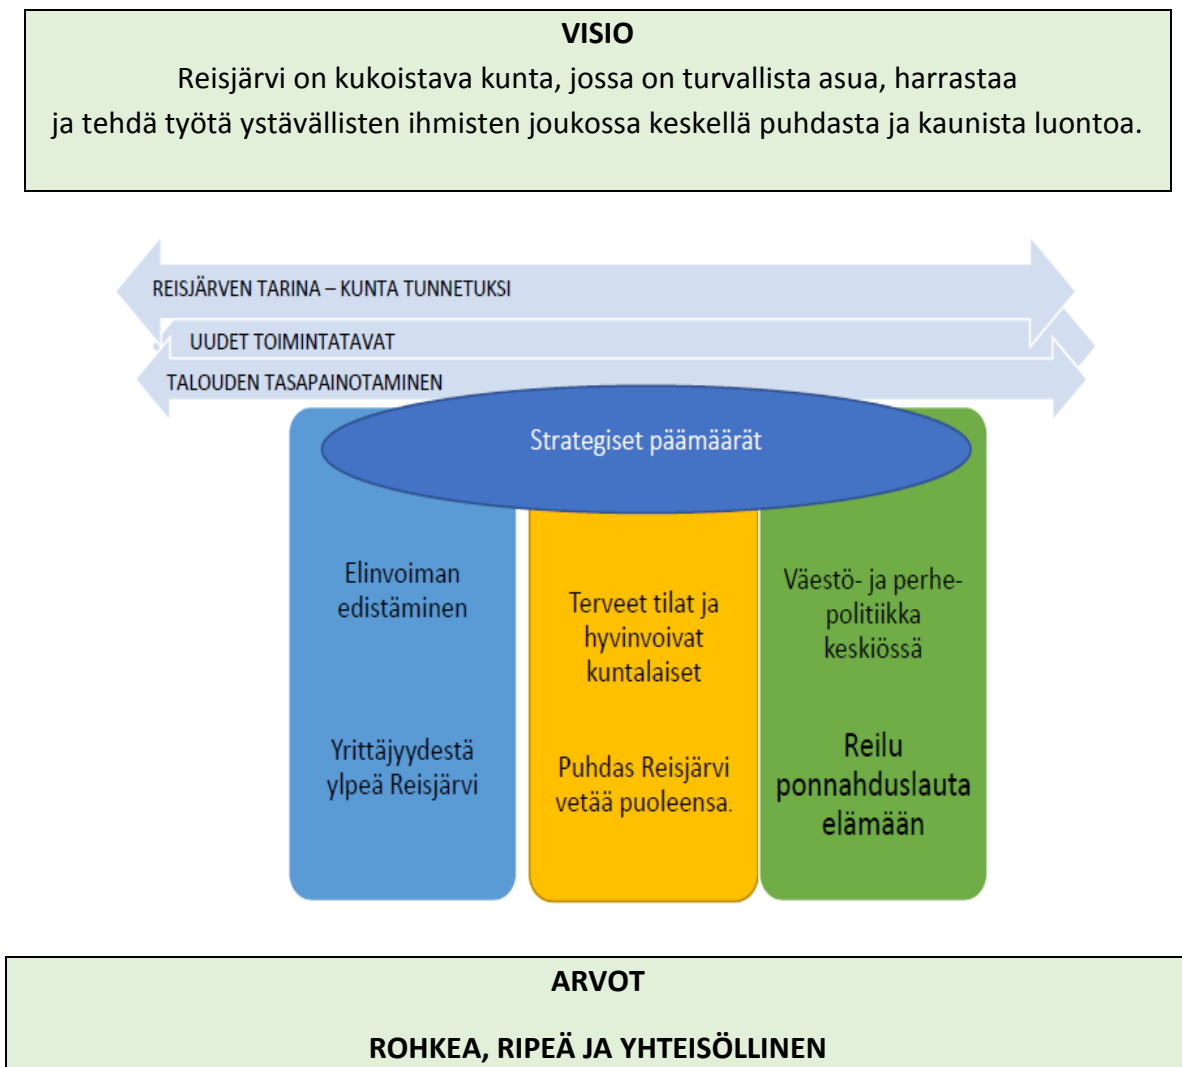 VISIO
Reisjärvi on kukoistava kunta, jossa on turvallista asua, harrastaa
ja tehdä työtä ystävällisten ihmisten joukossa keskellä puhdasta ja kaunista luontoa.
REISJÄRVEN TARINA – KUNTA TUNNETUKSI
UUDET TOIMINTATAVAT
TALOUDEN TASAPAINOTAMINEN
Strategiset päämäärät
Elinvoiman
edistäminen
Yrittäjyydestä
ylpeä Reisjärvi
Terveet tilat ja
hyvinvoivat
kuntalaiset
Puhdas Reisjärvi
vetää puoleensa.
Väestö- ja perhe-
politiikka
keskiössä
Reilu
ponnahduslauta
elämään
ARVOT
ROHKEA, RIPEÄ JA YHTEISÖLLINEN